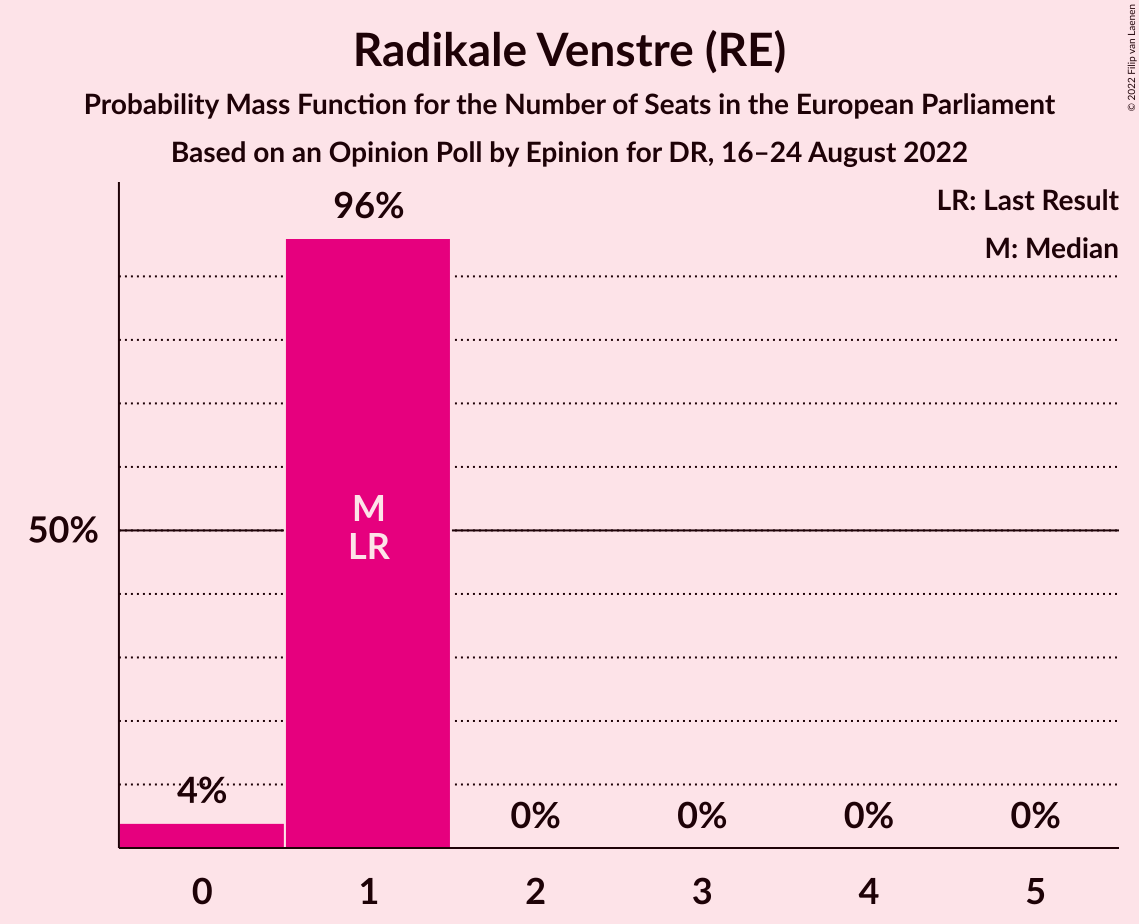 Radikale Venstre (RE)
Probability Mass Function for the Number of Seats in the European Parliament
Based on an Opinion Poll by Epinion for DR, 16–24 August 2022
© 2022 Filip van Laenen
LR: Last Result
M: Median
96%
50%
M
LR
4%
0%
0%
0%
0%
0
1
2
3
4
5